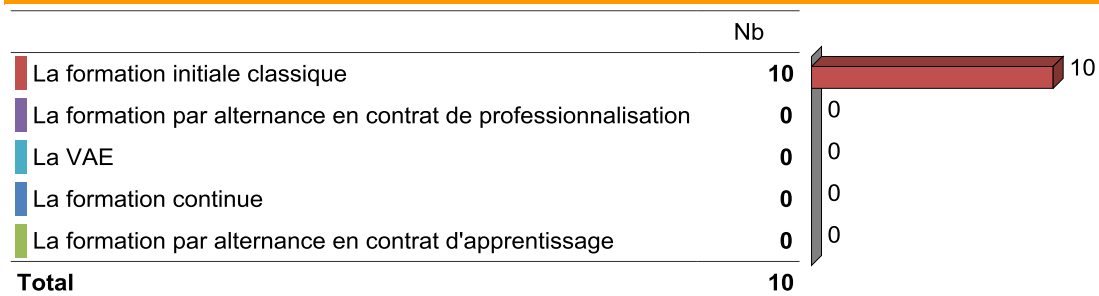 Nb
La formation initiale classique 10 10
La formation par alternance en contrat de professionnalisation 0 0
La VAE 0 0
La formation continue 0 0
La formation par alternance en contrat d'apprentissage 0 0
Total 10